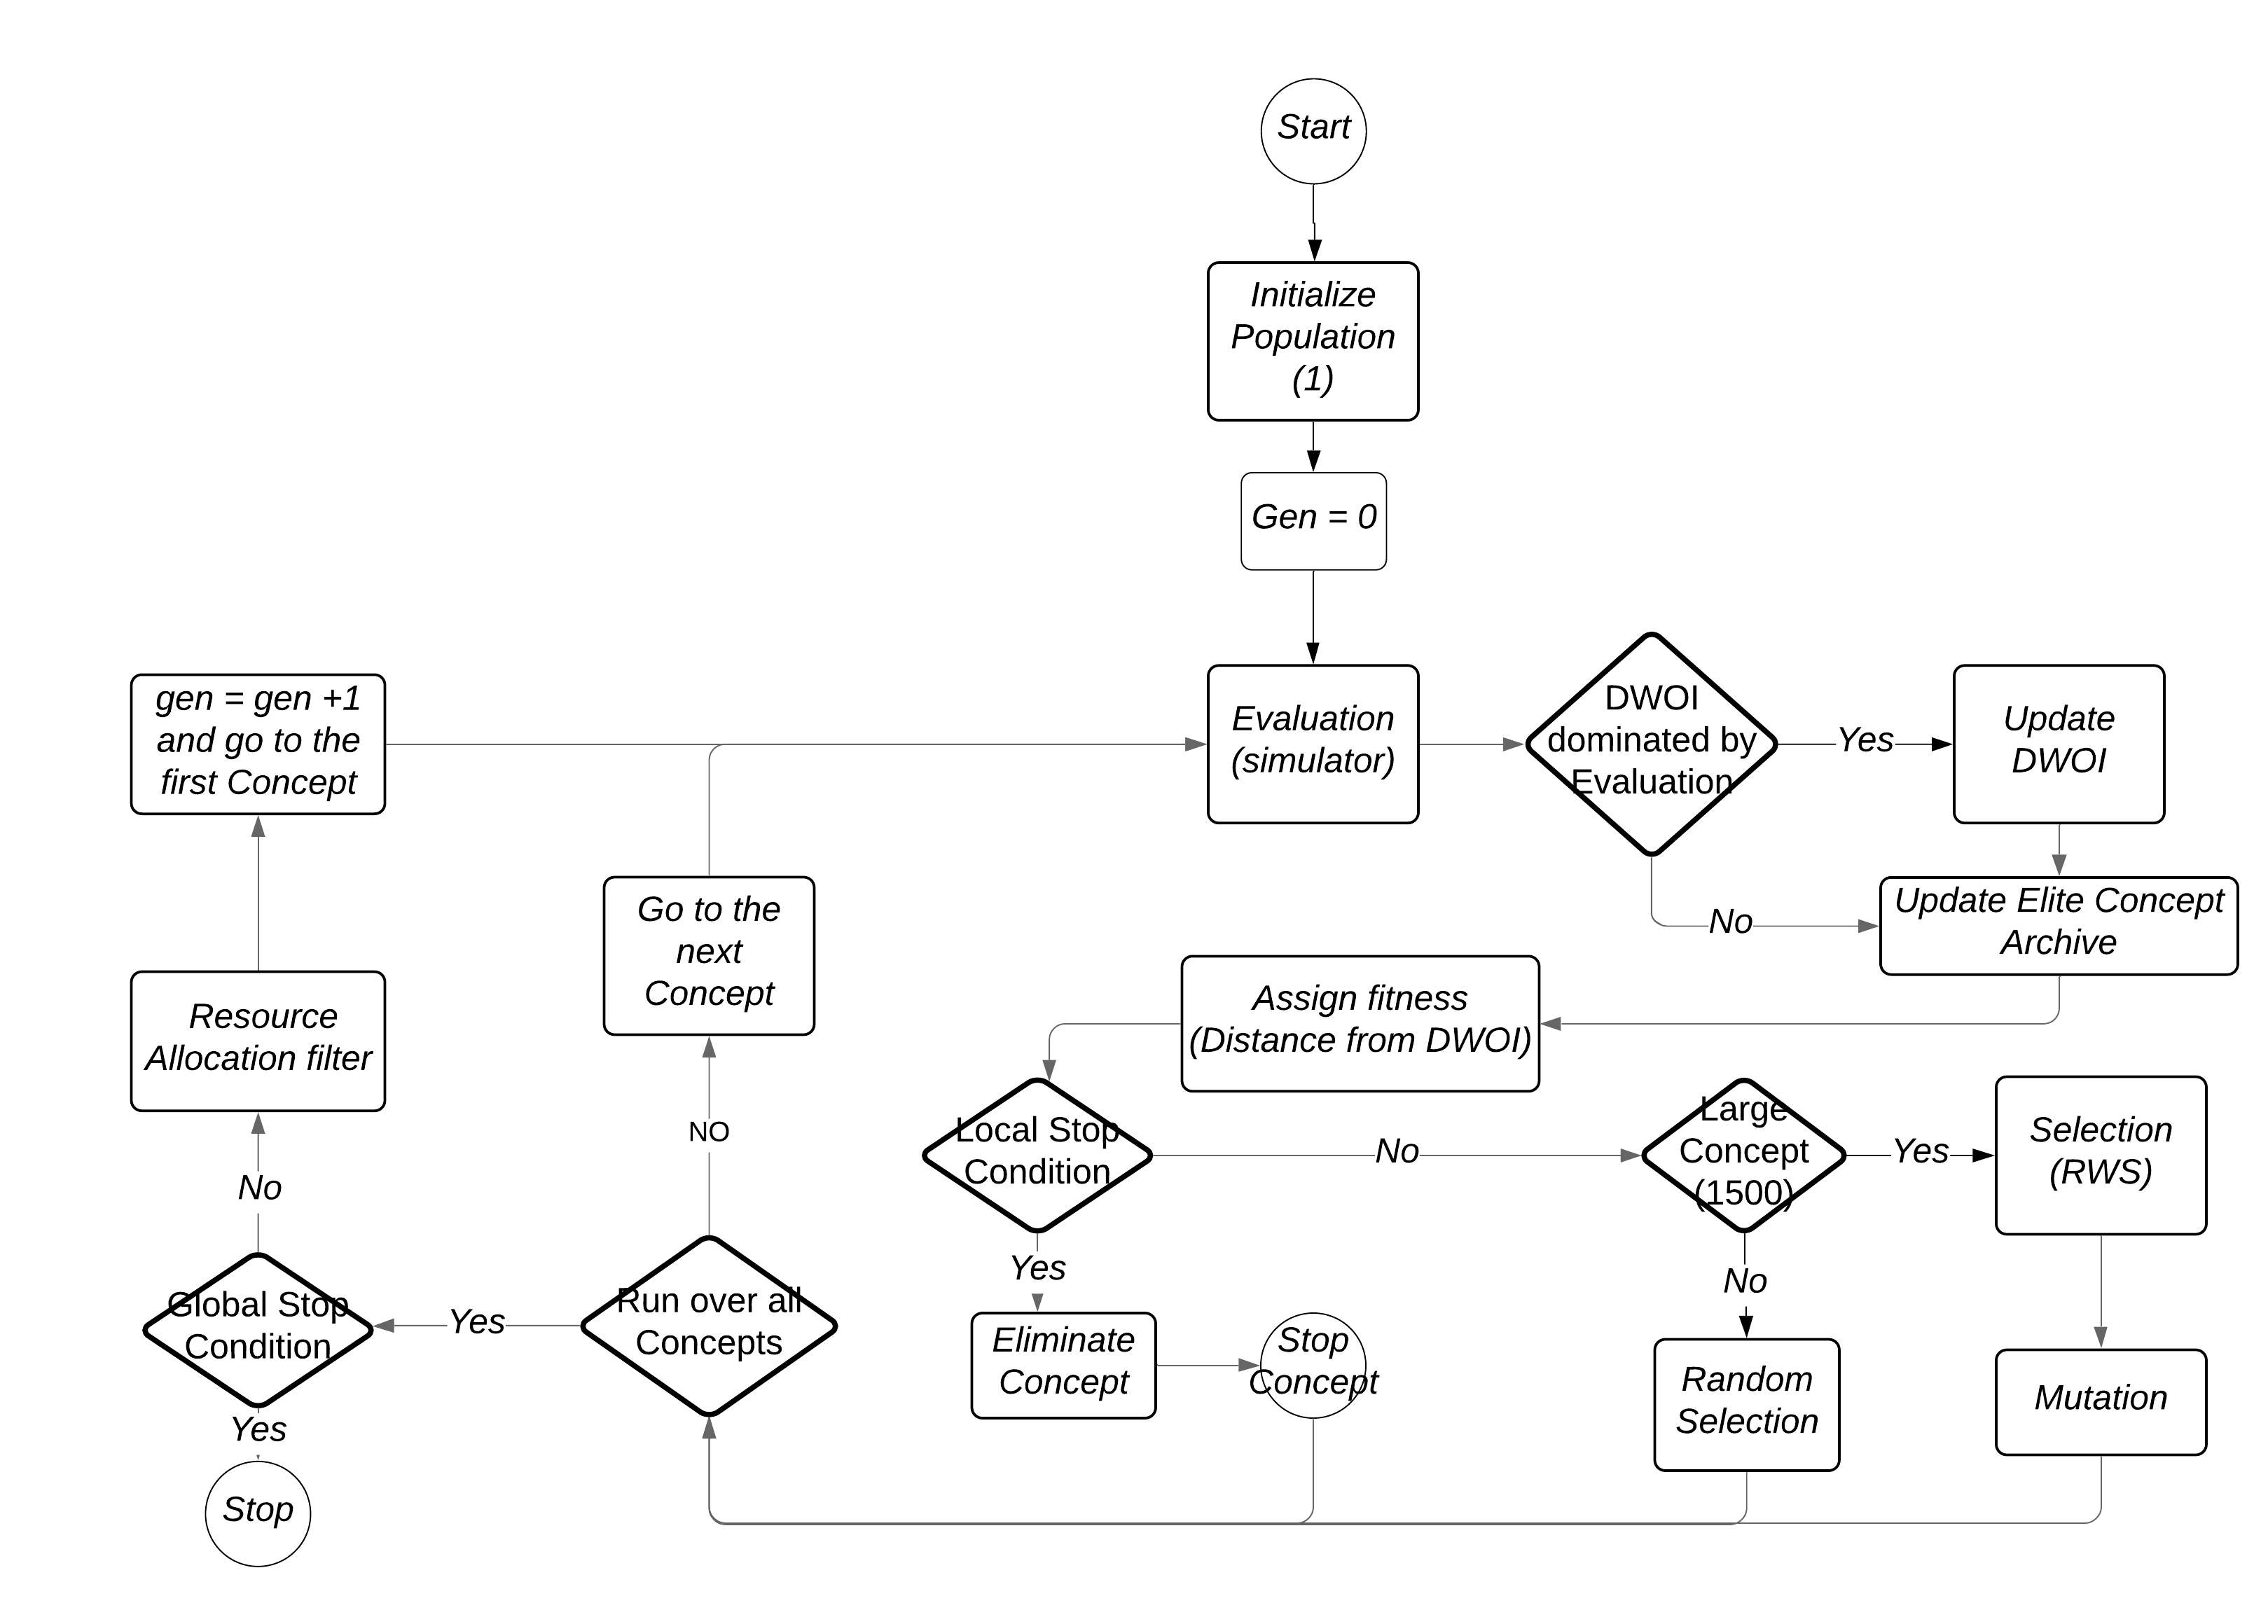 Start
Initialize
Population
(1)
Gen = 0
gen = gen +1
and go to the
first Concept
Evaluation
(simulator)
DWOI
dominated by
Evaluation
Yes
Update
DWOI
Go to the
next
Concept
No
Update Elite Concept
Archive
Resource
Allocation filter
Assign fitness
(Distance from DWOI)
NO
Local Stop
Condition
No
Large
Concept
(1500)
Yes
Selection
(RWS)
No
Global Stop
Condition
Yes
Run over all
Concepts
Yes
Eliminate
Concept
Stop
Concept
No
Random
Selection
Mutation
Yes
Stop